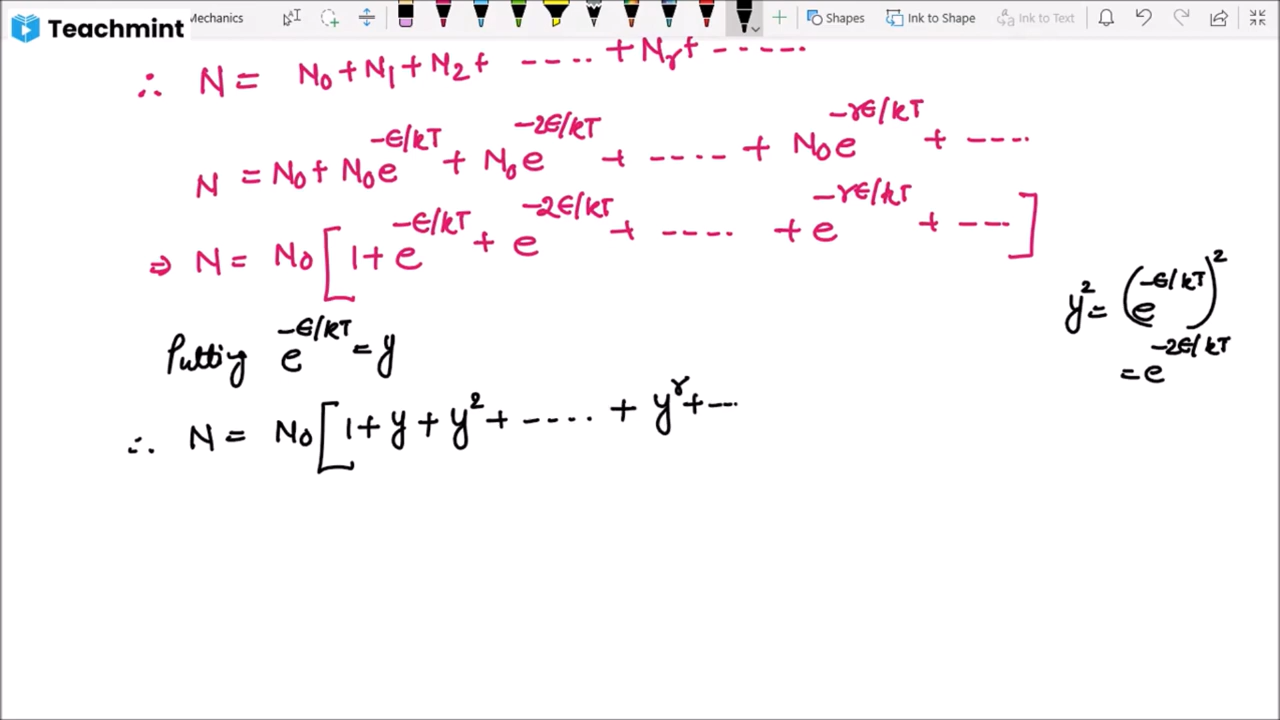 Teachmint Mechanics Shapes Ink to Shape Ink to Text
∴ N = N₀ + N₁ + N₂ + ---- + Nᵣ + -----
N = N₀ + N₀e^(-ϵ/kT) + N₀e^(-2ϵ/kT) + ---- + N₀e^(-rϵ/kT) + ----
⇒ N = N₀[1 + e^(-ϵ/kT) + e^(-2ϵ/kT) + ---- + e^(-rϵ/kT) + ---]
y² = (e^(-ϵ/kT))²
= e^(-2ϵ/kT)
Putting e^(-ϵ/kT) = y
∴ N = N₀[1 + y + y² + ---- + y^r + ---